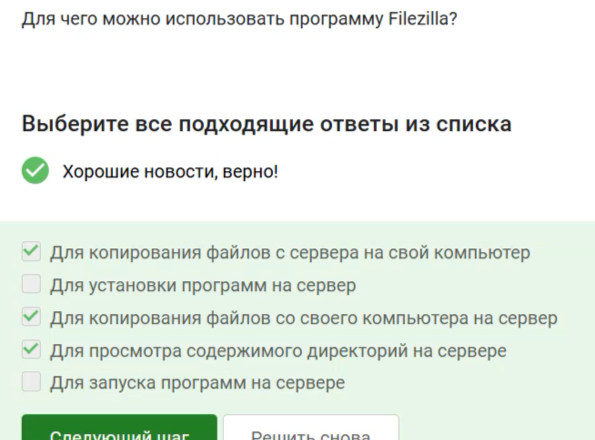 Для чего можно использовать программу Filezilla?
Выберите все подходящие ответы из списка
Хорошие новости, верно!
Для копирования файлов с сервера на свой компьютер
Для установки программ на сервер
Для копирования файлов со своего компьютера на сервер
Для просмотра содержимого директорий на сервере
Для запуска программ на сервере
Следующий шаг
Решить снова